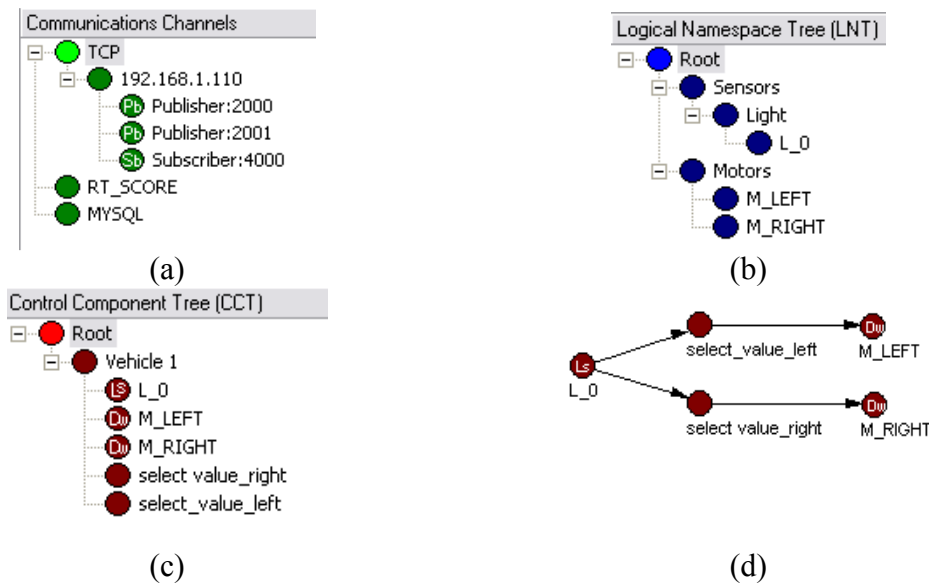 Communications Channels
TCP
192.168.1.110
Pb Publisher:2000
Pb Publisher:2001
Sb Subscriber:4000
RT_SCORE
MYSQL
(a)
Logical Namespace Tree (LNT)
Root
Sensors
Light
L_0
Motors
M_LEFT
M_RIGHT
(b)
Control Component Tree (CCT)
Root
Vehicle 1
LS L_0
Dw M_LEFT
Dw M_RIGHT
select value_right
select_value_left
(c)
Ls
L_0
select_value_left
Dw
M_LEFT
select value_right
Dw
M_RIGHT
(d)